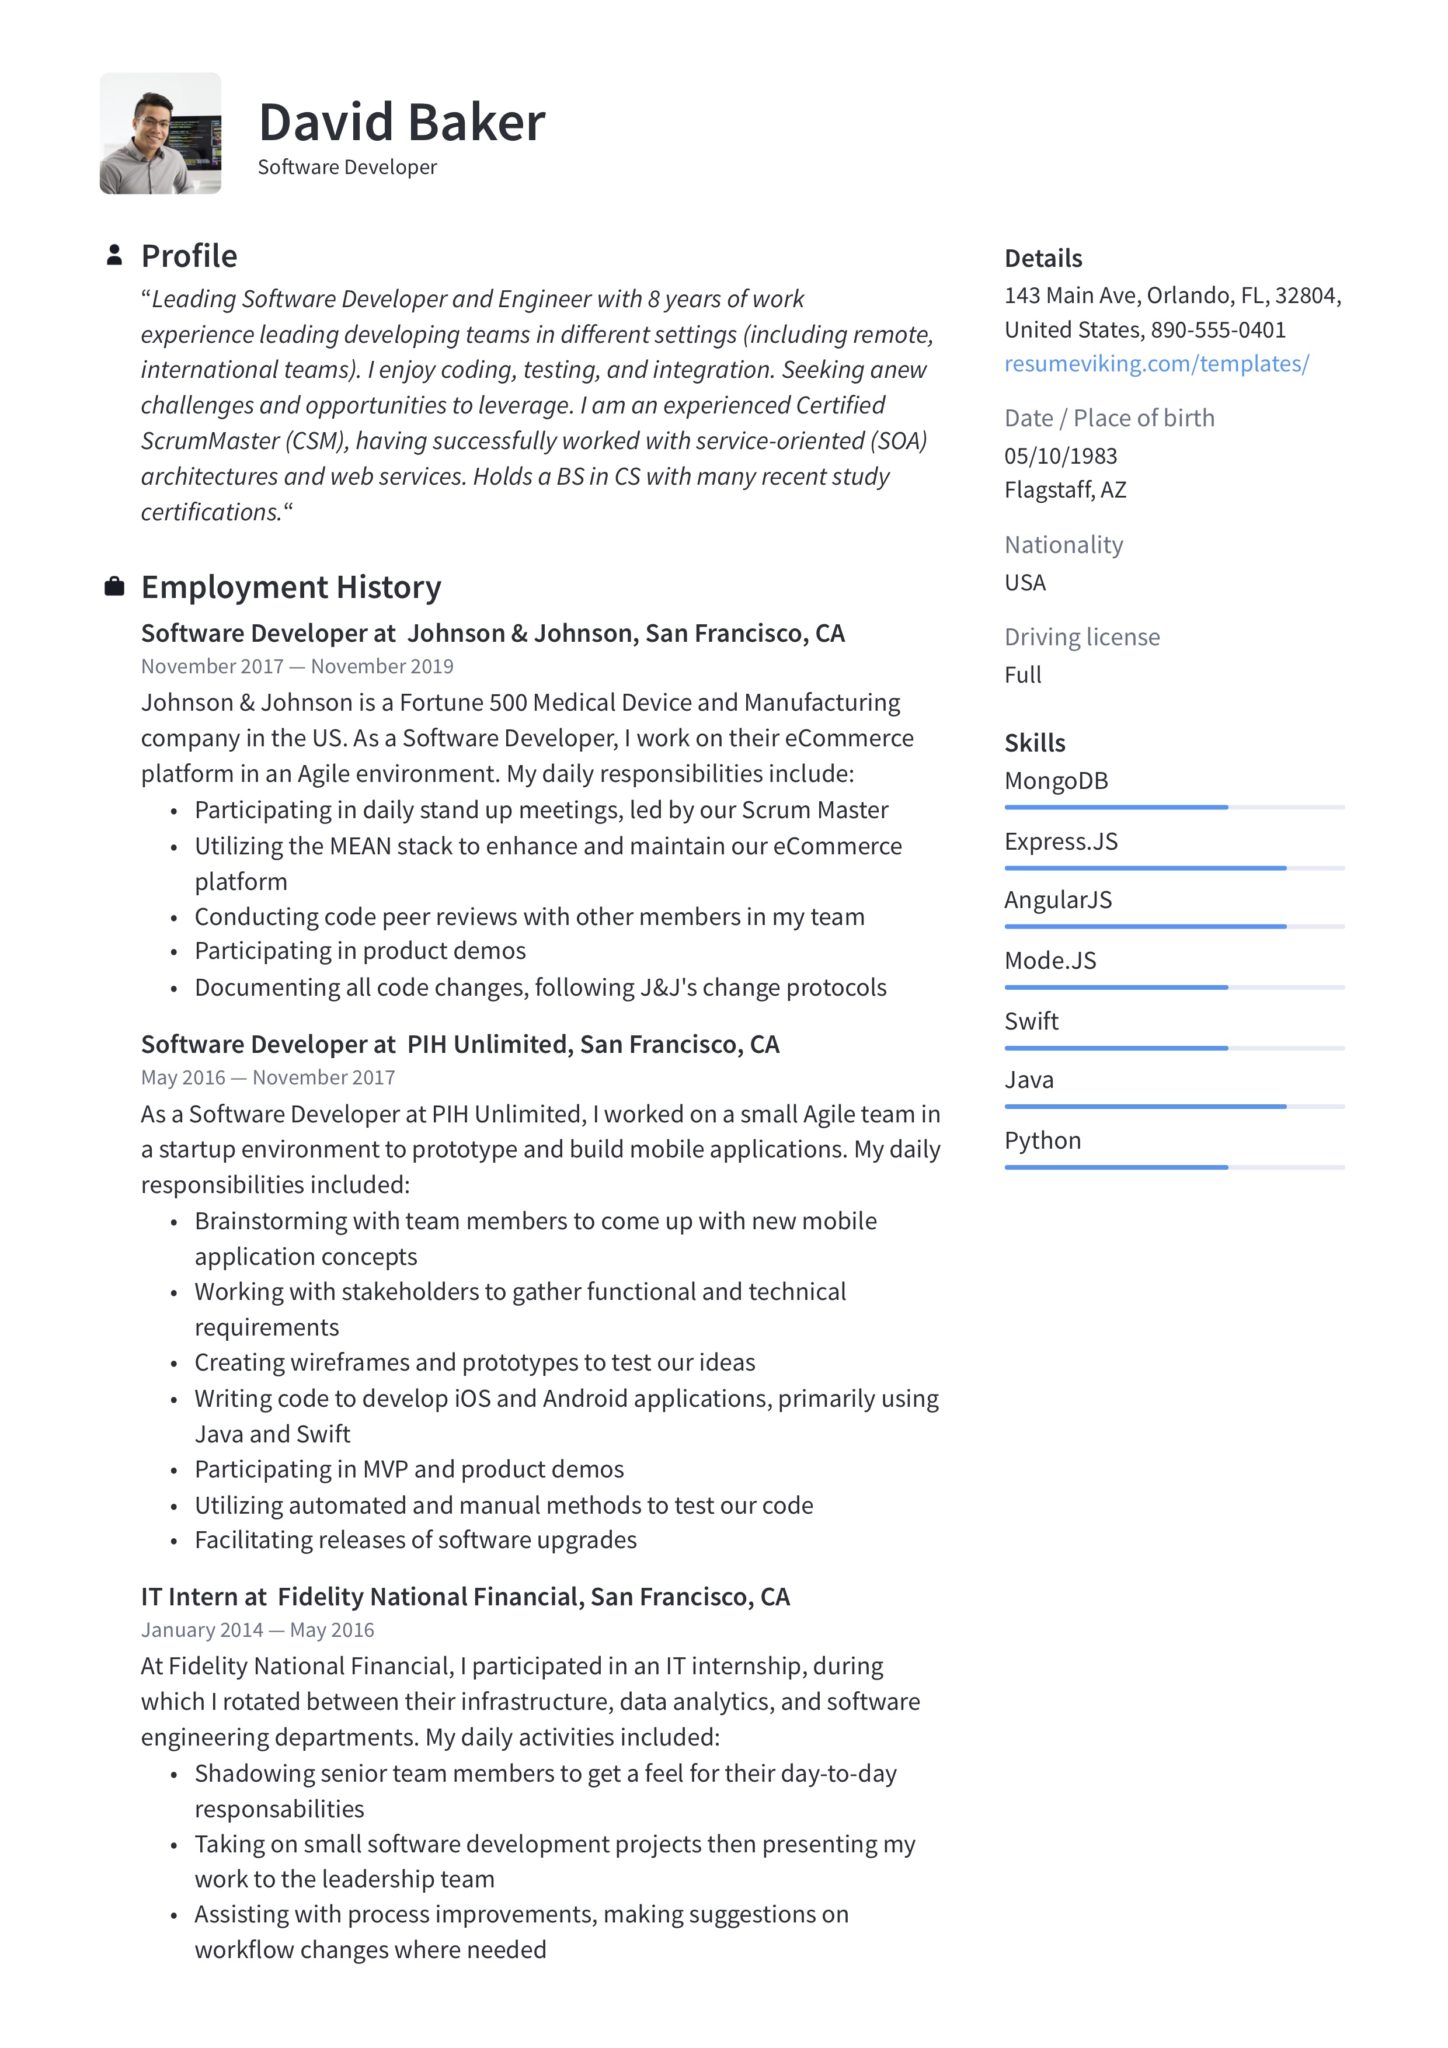 David Baker
Software Developer
Profile
“Leading Software Developer and Engineer with 8 years of work
experience leading developing teams in different settings (including remote,
international teams). I enjoy coding, testing, and integration. Seeking anew
challenges and opportunities to leverage. I am an experienced Certified
ScrumMaster (CSM), having successfully worked with service-oriented (SOA)
architectures and web services. Holds a BS in CS with many recent study
certifications.“
Employment History
Software Developer at  Johnson & Johnson, San Francisco, CA
November 2017 — November 2019
Johnson & Johnson is a Fortune 500 Medical Device and Manufacturing
company in the US. As a Software Developer, I work on their eCommerce
platform in an Agile environment. My daily responsibilities include:
• Participating in daily stand up meetings, led by our Scrum Master
• Utilizing the MEAN stack to enhance and maintain our eCommerce
platform
• Conducting code peer reviews with other members in my team
• Participating in product demos
• Documenting all code changes, following J&J's change protocols
Software Developer at  PIH Unlimited, San Francisco, CA
May 2016 — November 2017
As a Software Developer at PIH Unlimited, I worked on a small Agile team in
a startup environment to prototype and build mobile applications. My daily
responsibilities included:
• Brainstorming with team members to come up with new mobile
application concepts
• Working with stakeholders to gather functional and technical
requirements
• Creating wireframes and prototypes to test our ideas
• Writing code to develop iOS and Android applications, primarily using
Java and Swift
• Participating in MVP and product demos
• Utilizing automated and manual methods to test our code
• Facilitating releases of software upgrades
IT Intern at  Fidelity National Financial, San Francisco, CA
January 2014 — May 2016
At Fidelity National Financial, I participated in an IT internship, during
which I rotated between their infrastructure, data analytics, and software
engineering departments. My daily activities included:
• Shadowing senior team members to get a feel for their day-to-day
responsabilities
• Taking on small software development projects then presenting my
work to the leadership team
• Assisting with process improvements, making suggestions on
workflow changes where needed
Details
143 Main Ave, Orlando, FL, 32804,
United States, 890-555-0401
resumeviking.com/templates/
Date / Place of birth
05/10/1983
Flagstaff, AZ
Nationality
USA
Driving license
Full
Skills
MongoDB
Express.JS
AngularJS
Mode.JS
Swift
Java
Python